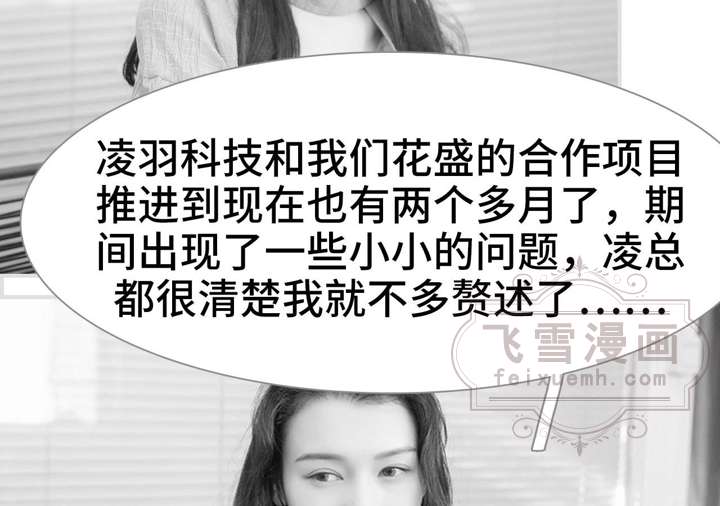 凌羽科技和我们花盛的合作项目
推进到现在也有两个多月了，期
间出现了一些小小的问题，凌总
都很清楚我就不多赘述了……
飞雪漫画
feixuemh.com